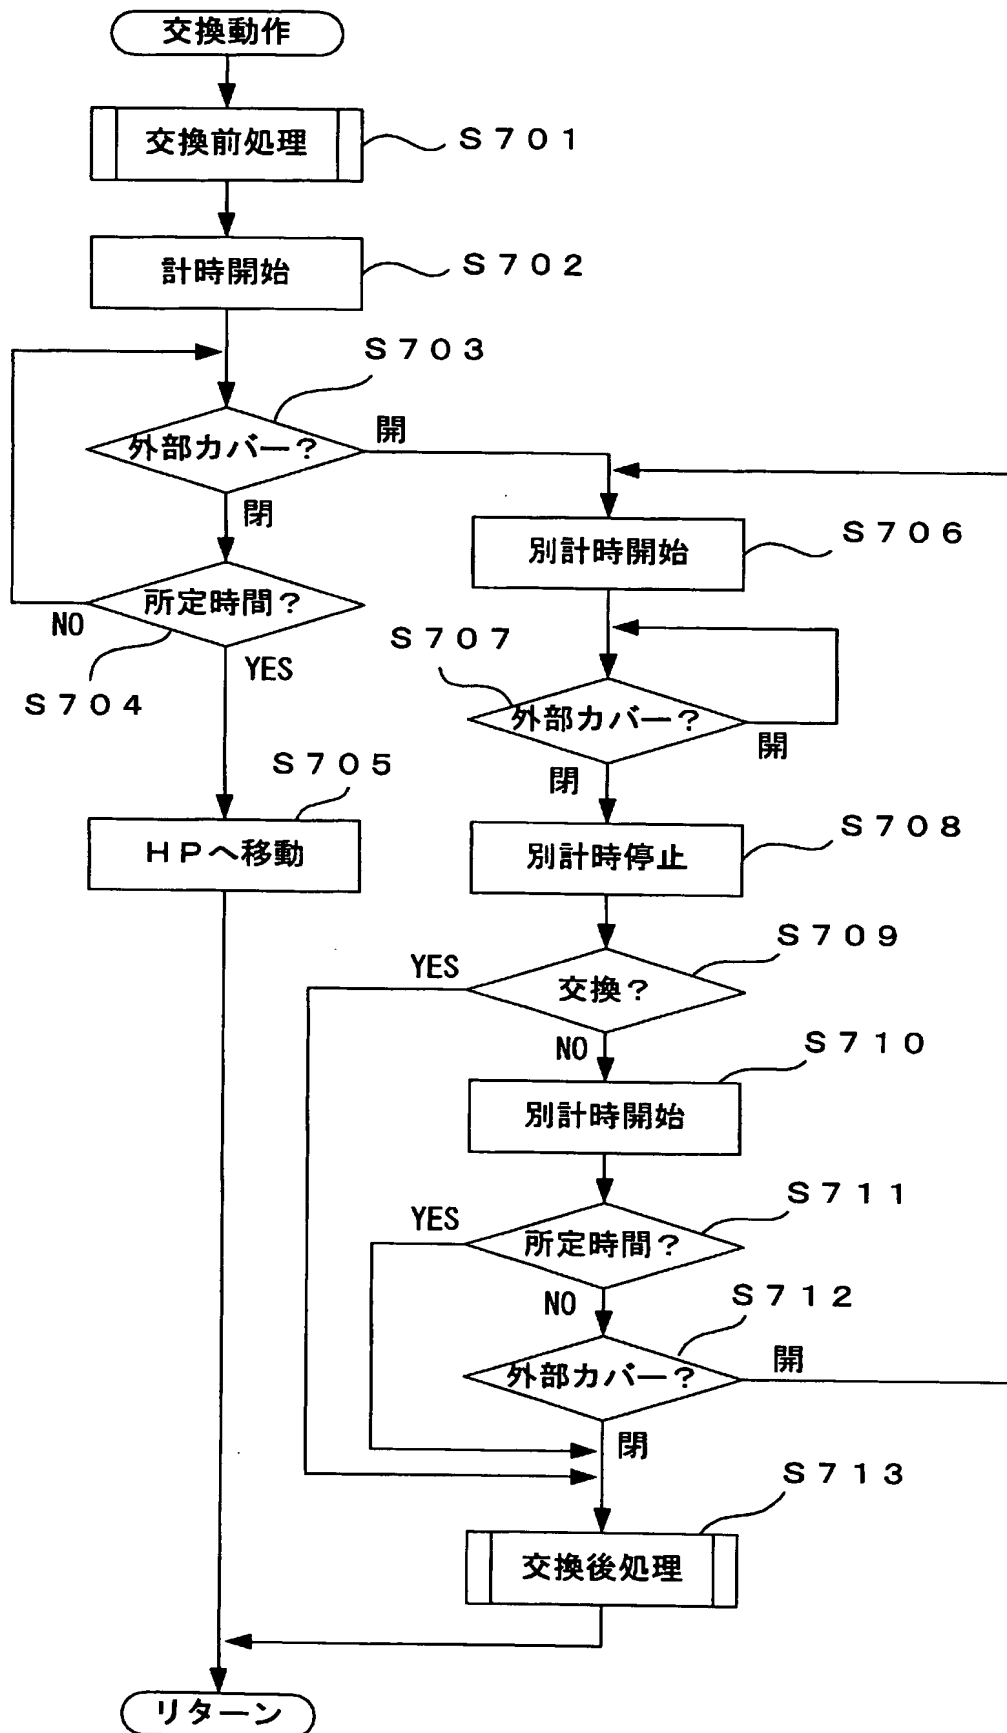 交換動作
交換前処理
S701
計時開始
S702
S703
外部カバー?
開
閉
所定時間?
NO
YES
S704
S705
HPへ移動
別計時開始
S706
S707
外部カバー?
開
閉
別計時停止
S708
S709
交換?
YES
NO
S710
別計時開始
S711
所定時間?
YES
NO
S712
外部カバー?
開
閉
S713
交換後処理
リターン